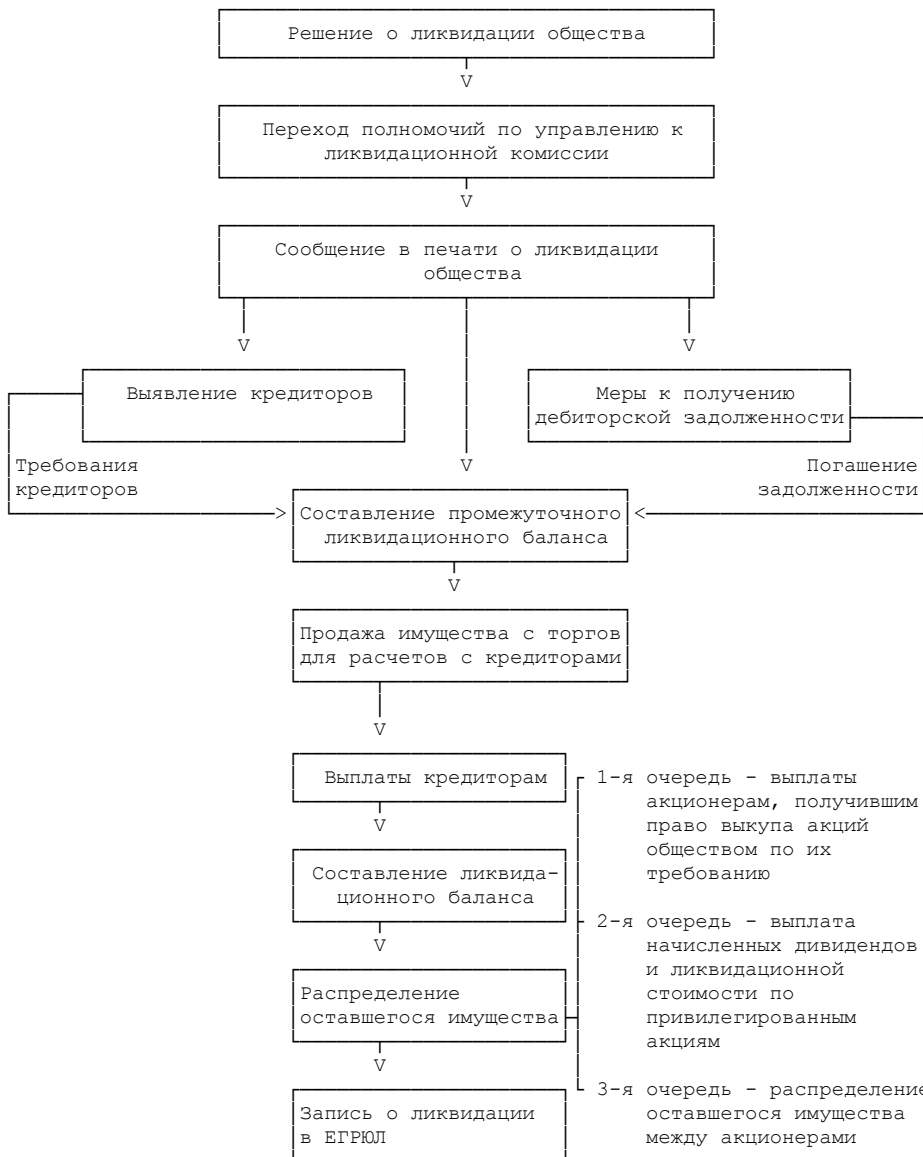 Решение о ликвидации общества
V
Переход полномочий по управлению к
ликвидационной комиссии
V
Сообщение в печати о ликвидации
общества
V
V
Выявление кредиторов
Меры к получению
дебиторской задолженности
Требования
кредиторов
V
Погашение
задолженности
> Составление промежуточного <
ликвидационного баланса
V
Продажа имущества с торгов
для расчетов с кредиторами
V
Выплаты кредиторам
V
Составление ликвида-
ционного баланса
V
Распределение
оставшегося имущества
V
Запись о ликвидации
в ЕГРЮЛ
1-я очередь - выплаты
акционерам, получившим
право выкупа акций
обществом по их
требованию
2-я очередь - выплата
начисленных дивидендов
и ликвидационной
стоимости по
привилегированным
акциям
3-я очередь - распределение
оставшегося имущества
между акционерами